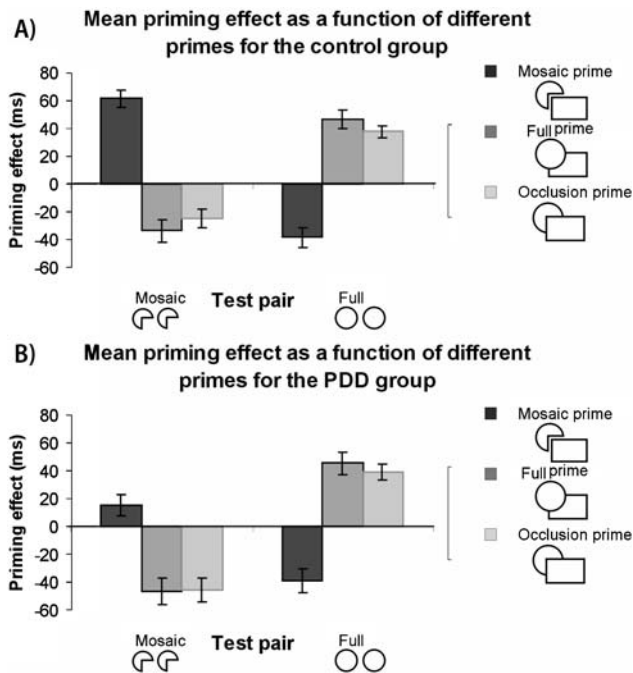 A)
Mean priming effect as a function of different
primes for the control group
Priming effect (ms)
80
60
40
20
0
-20
-40
-60
Mosaic
Test pair
Full
Mosaic prime
Full prime
Occlusion prime
B)
Mean priming effect as a function of different
primes for the PDD group
Priming effect (ms)
80
60
40
20
0
-20
-40
-60
Mosaic
Test pair
Full
Mosaic prime
Full prime
Occlusion prime